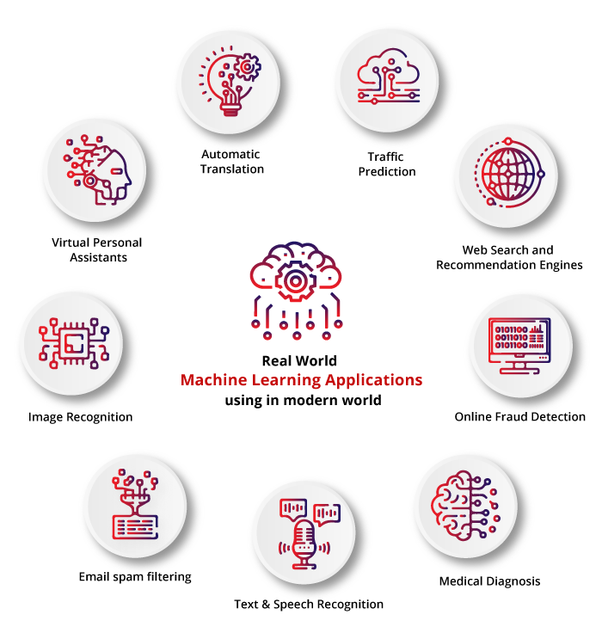 Automatic
Translation
Traffic
Prediction
Virtual Personal
Assistants
Web Search and
Recommendation Engines
Real World
Machine Learning Applications
using in modern world
Image Recognition
0101100
0011010
0101100
Online Fraud Detection
Email spam filtering
Text & Speech Recognition
Medical Diagnosis